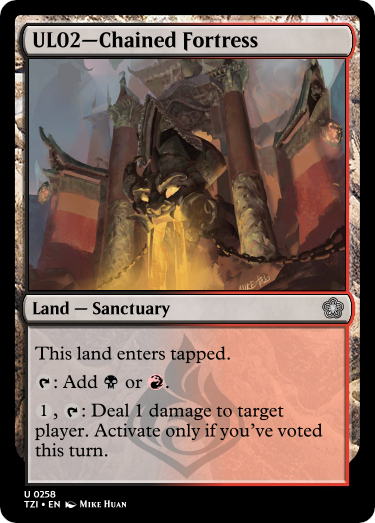 UL02—Chained Fortress
Land — Sanctuary
This land enters tapped.
: Add or .
1 , : Deal 1 damage to target
player. Activate only if you've voted
this turn.
U 0258
TZI • EN Mike Huan